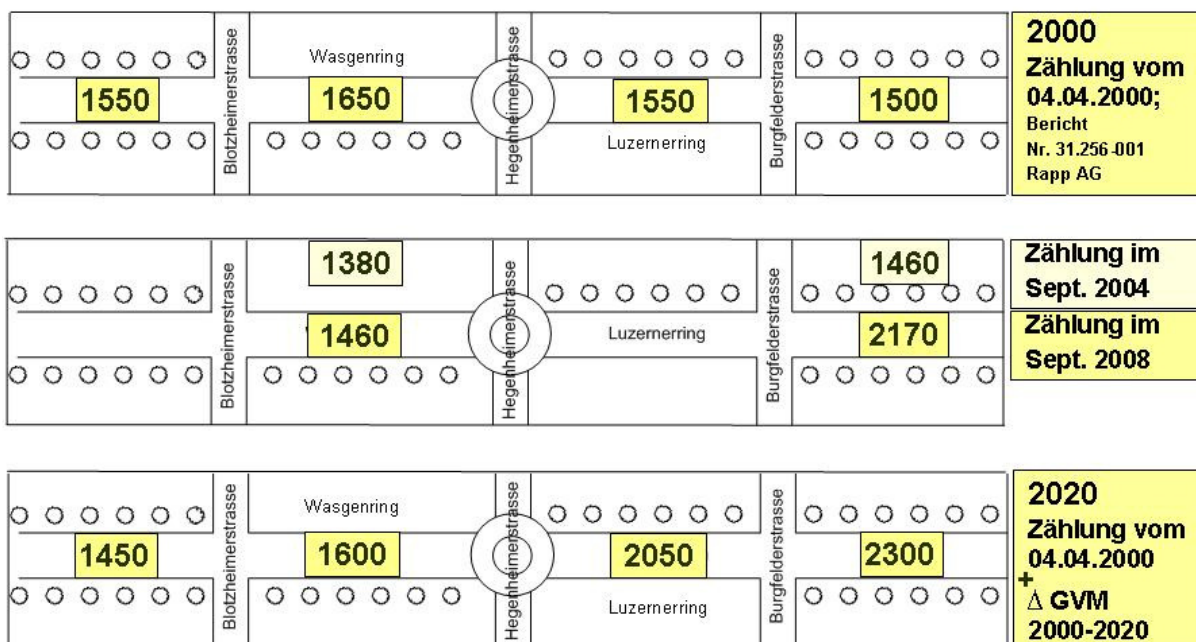 Wasgenring
1550
1650
1550
1500
Luzernerring
Blotzheimerstrasse
Hegenheimerstrasse
Burgfelderstrasse
2000
Zählung vom
04.04.2000;
Bericht
Nr. 31.256-001
Rapp AG
1380
1460
1460
Luzernerring
2170
Blotzheimerstrasse
Hegenheimerstrasse
Burgfelderstrasse
Zählung im
Sept. 2004
Zählung im
Sept. 2008
Wasgenring
1450
1600
2050
2300
Luzernerring
Blotzheimerstrasse
Hegenheimerstrasse
Burgfelderstrasse
2020
Zählung vom
04.04.2000
+
Δ GVM
2000-2020